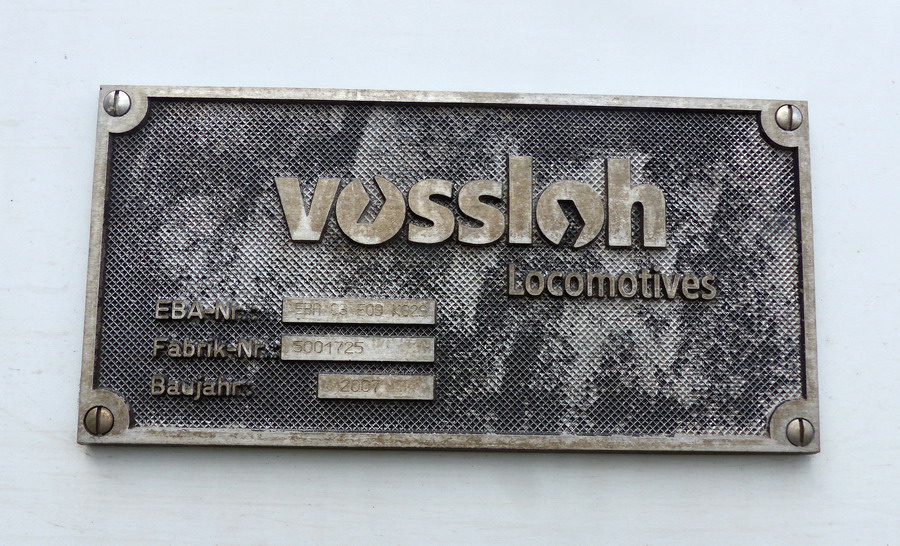 vossloh
Locomotives
EBA-Nr.:
Fabrik-Nr.: 5001725
Baujahr: 2007